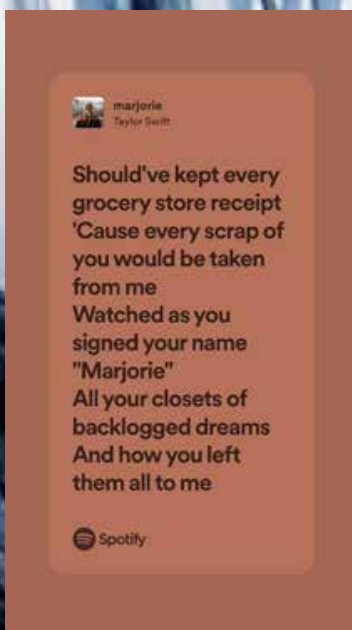 marjorie
Taylor Swift
Should've kept every
grocery store receipt
'Cause every scrap of
you would be taken
from me
Watched as you
signed your name
"Marjorie"
All your closets of
backlogged dreams
And how you left
them all to me
Spotify